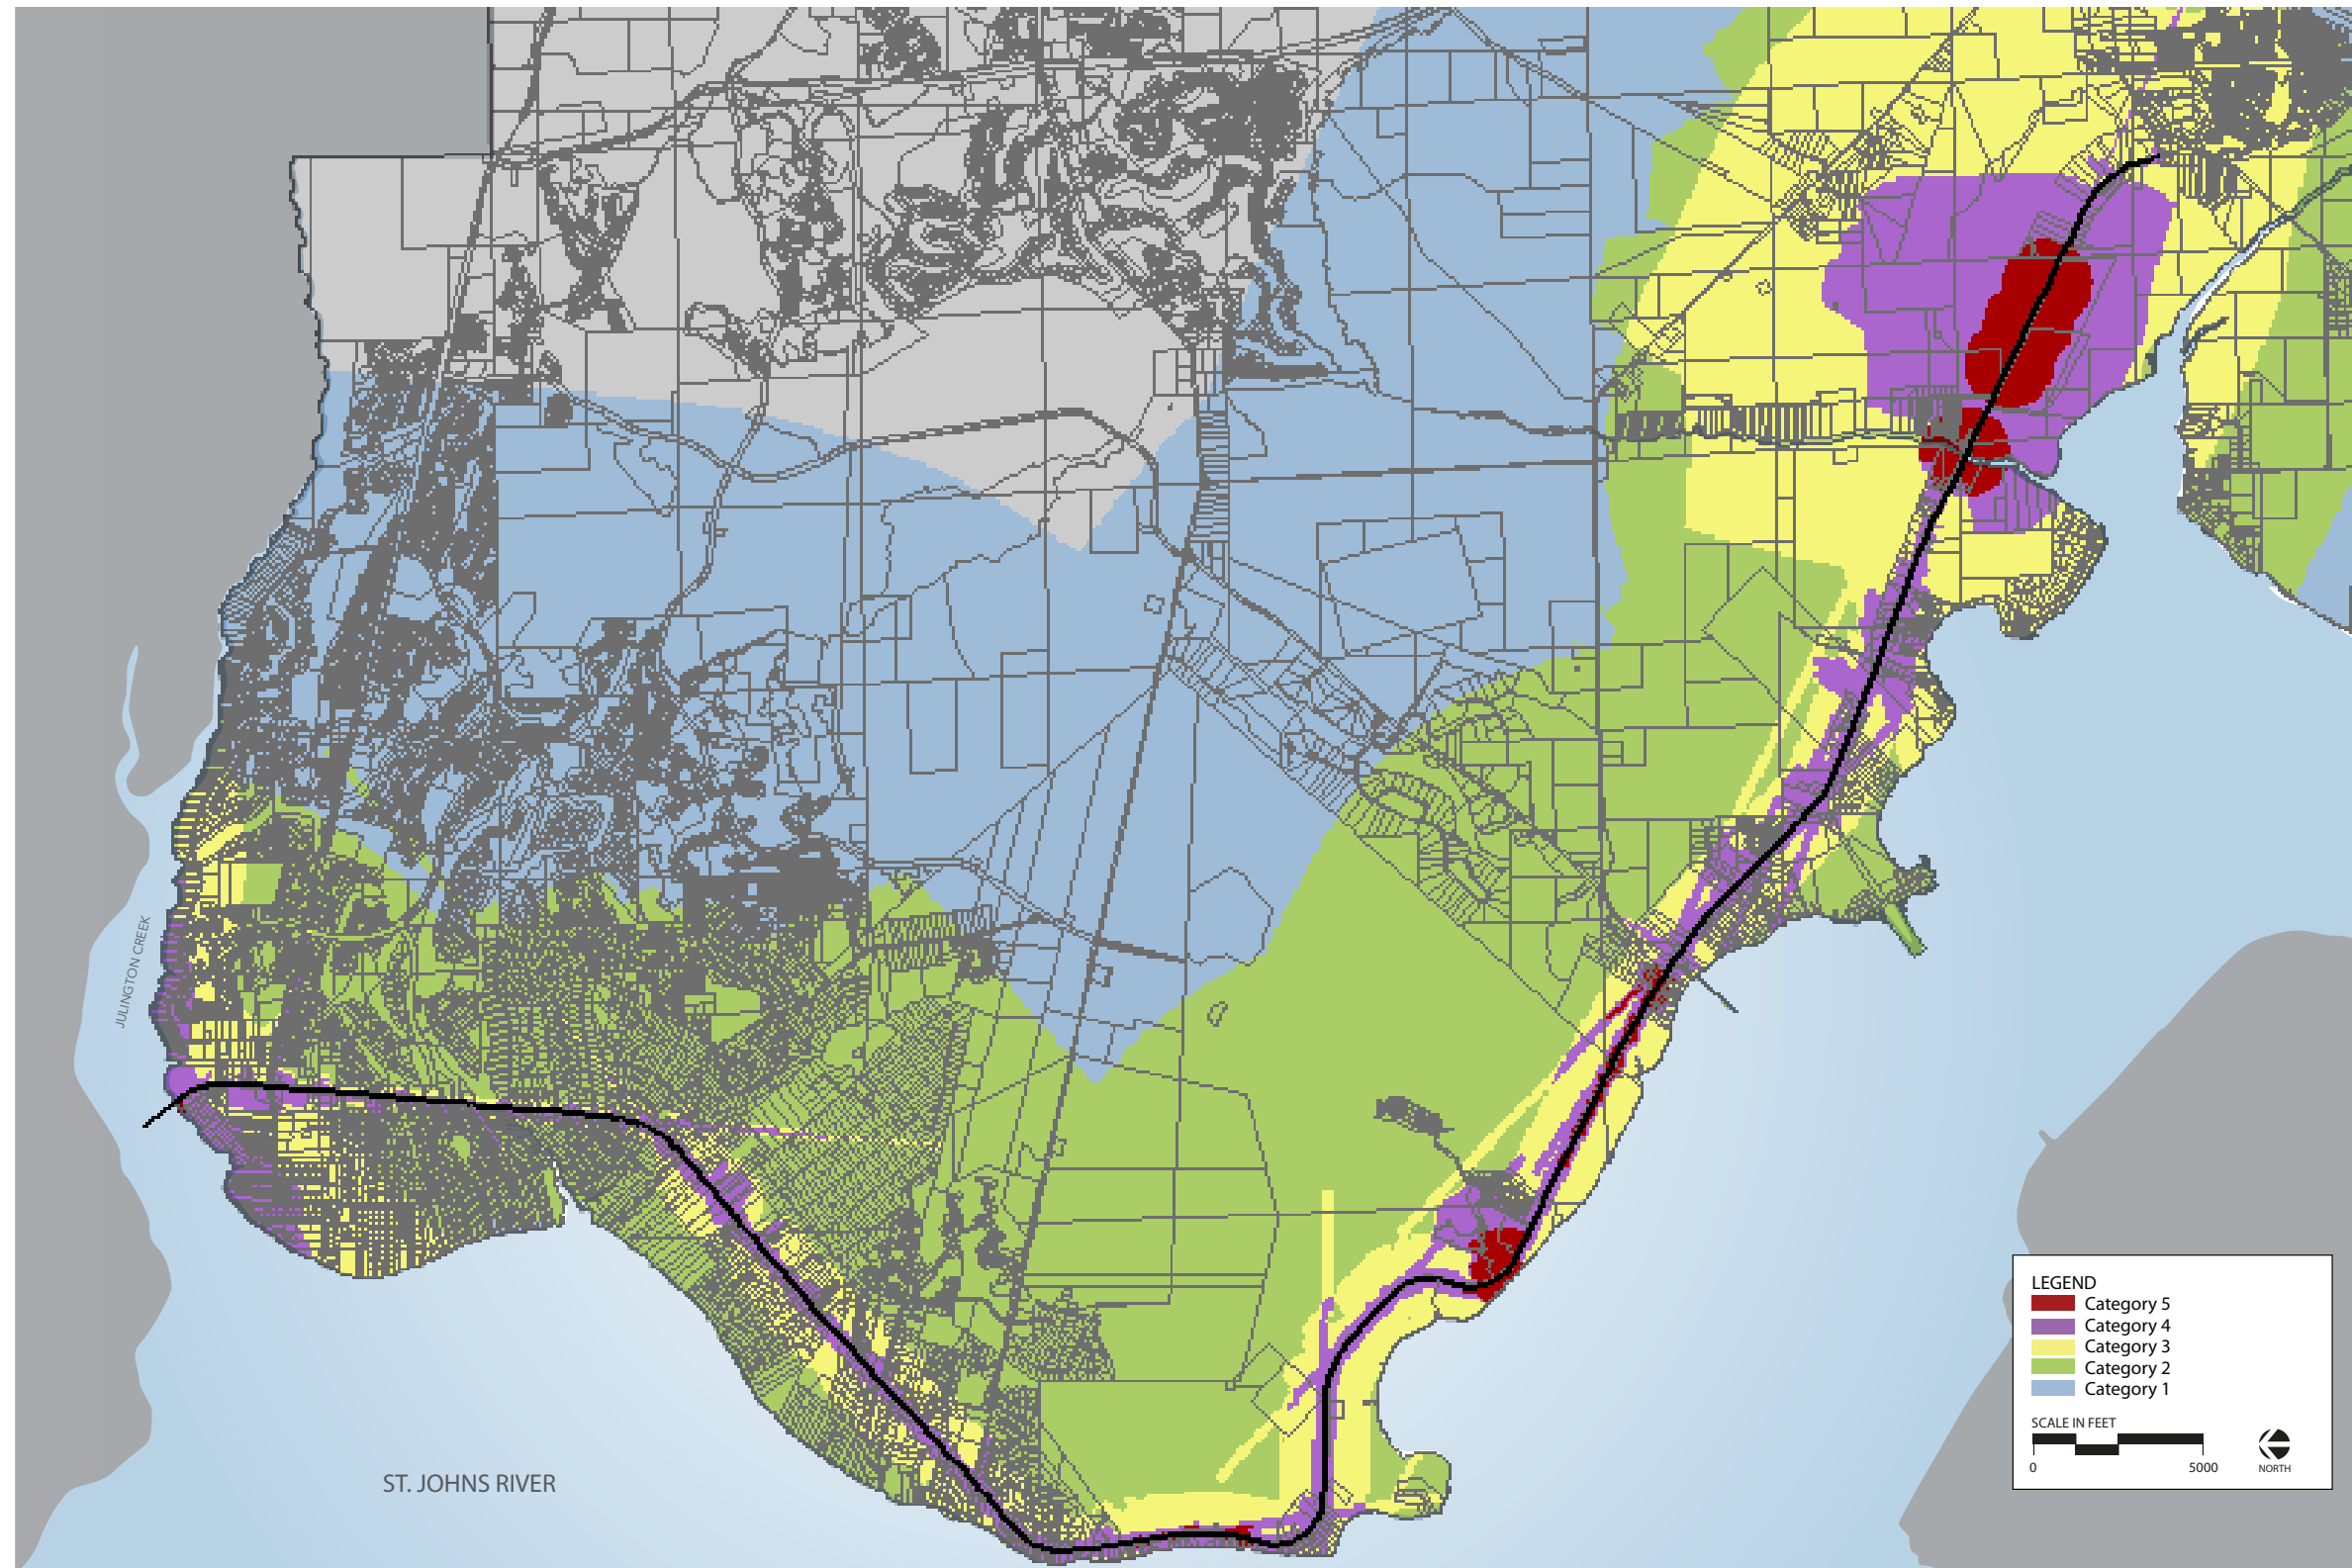 JULINGTON CREEK
ST. JOHNS RIVER
LEGEND
Category 5
Category 4
Category 3
Category 2
Category 1
SCALE IN FEET
0 5000
NORTH